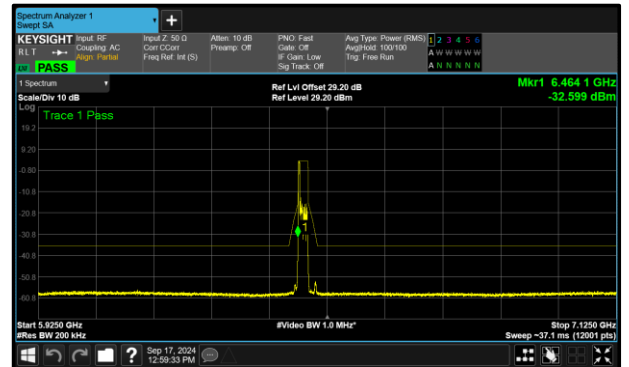 Spectrum Analyzer 1
Swept SA
+
KEYSIGHT
Input: RF
Input Z: 50 Ω
Atten: 10 dB
PNO: Fast
Avg Type: Power (RMS)
1 2 3 4 5 6
R L T
Coupling: AC
Corr CCorr
Preamp: Off
Gate: Off
Avg|Hold: 100/100
A W W W W W
Align: Partial
Freq Ref: Int (S)
IF Gain: Low
Trig: Free Run
PASS
Sig Track: Off
A N N N N N
1 Spectrum
Ref Lvl Offset 29.20 dB
Mkr1 6.464 1 GHz
Scale/Div 10 dB
Ref Level 29.20 dBm
-32.599 dBm
Log
Trace 1 Pass
19.2
9.20
-0.80
-10.8
-20.8
1
-30.8
-40.8
-50.8
-60.8
Start 5.9250 GHz
#Video BW 1.0 MHz*
Stop 7.1250 GHz
#Res BW 200 kHz
Sweep ~37.1 ms (12001 pts)
?
Sep 17, 2024
12:59:33 PM